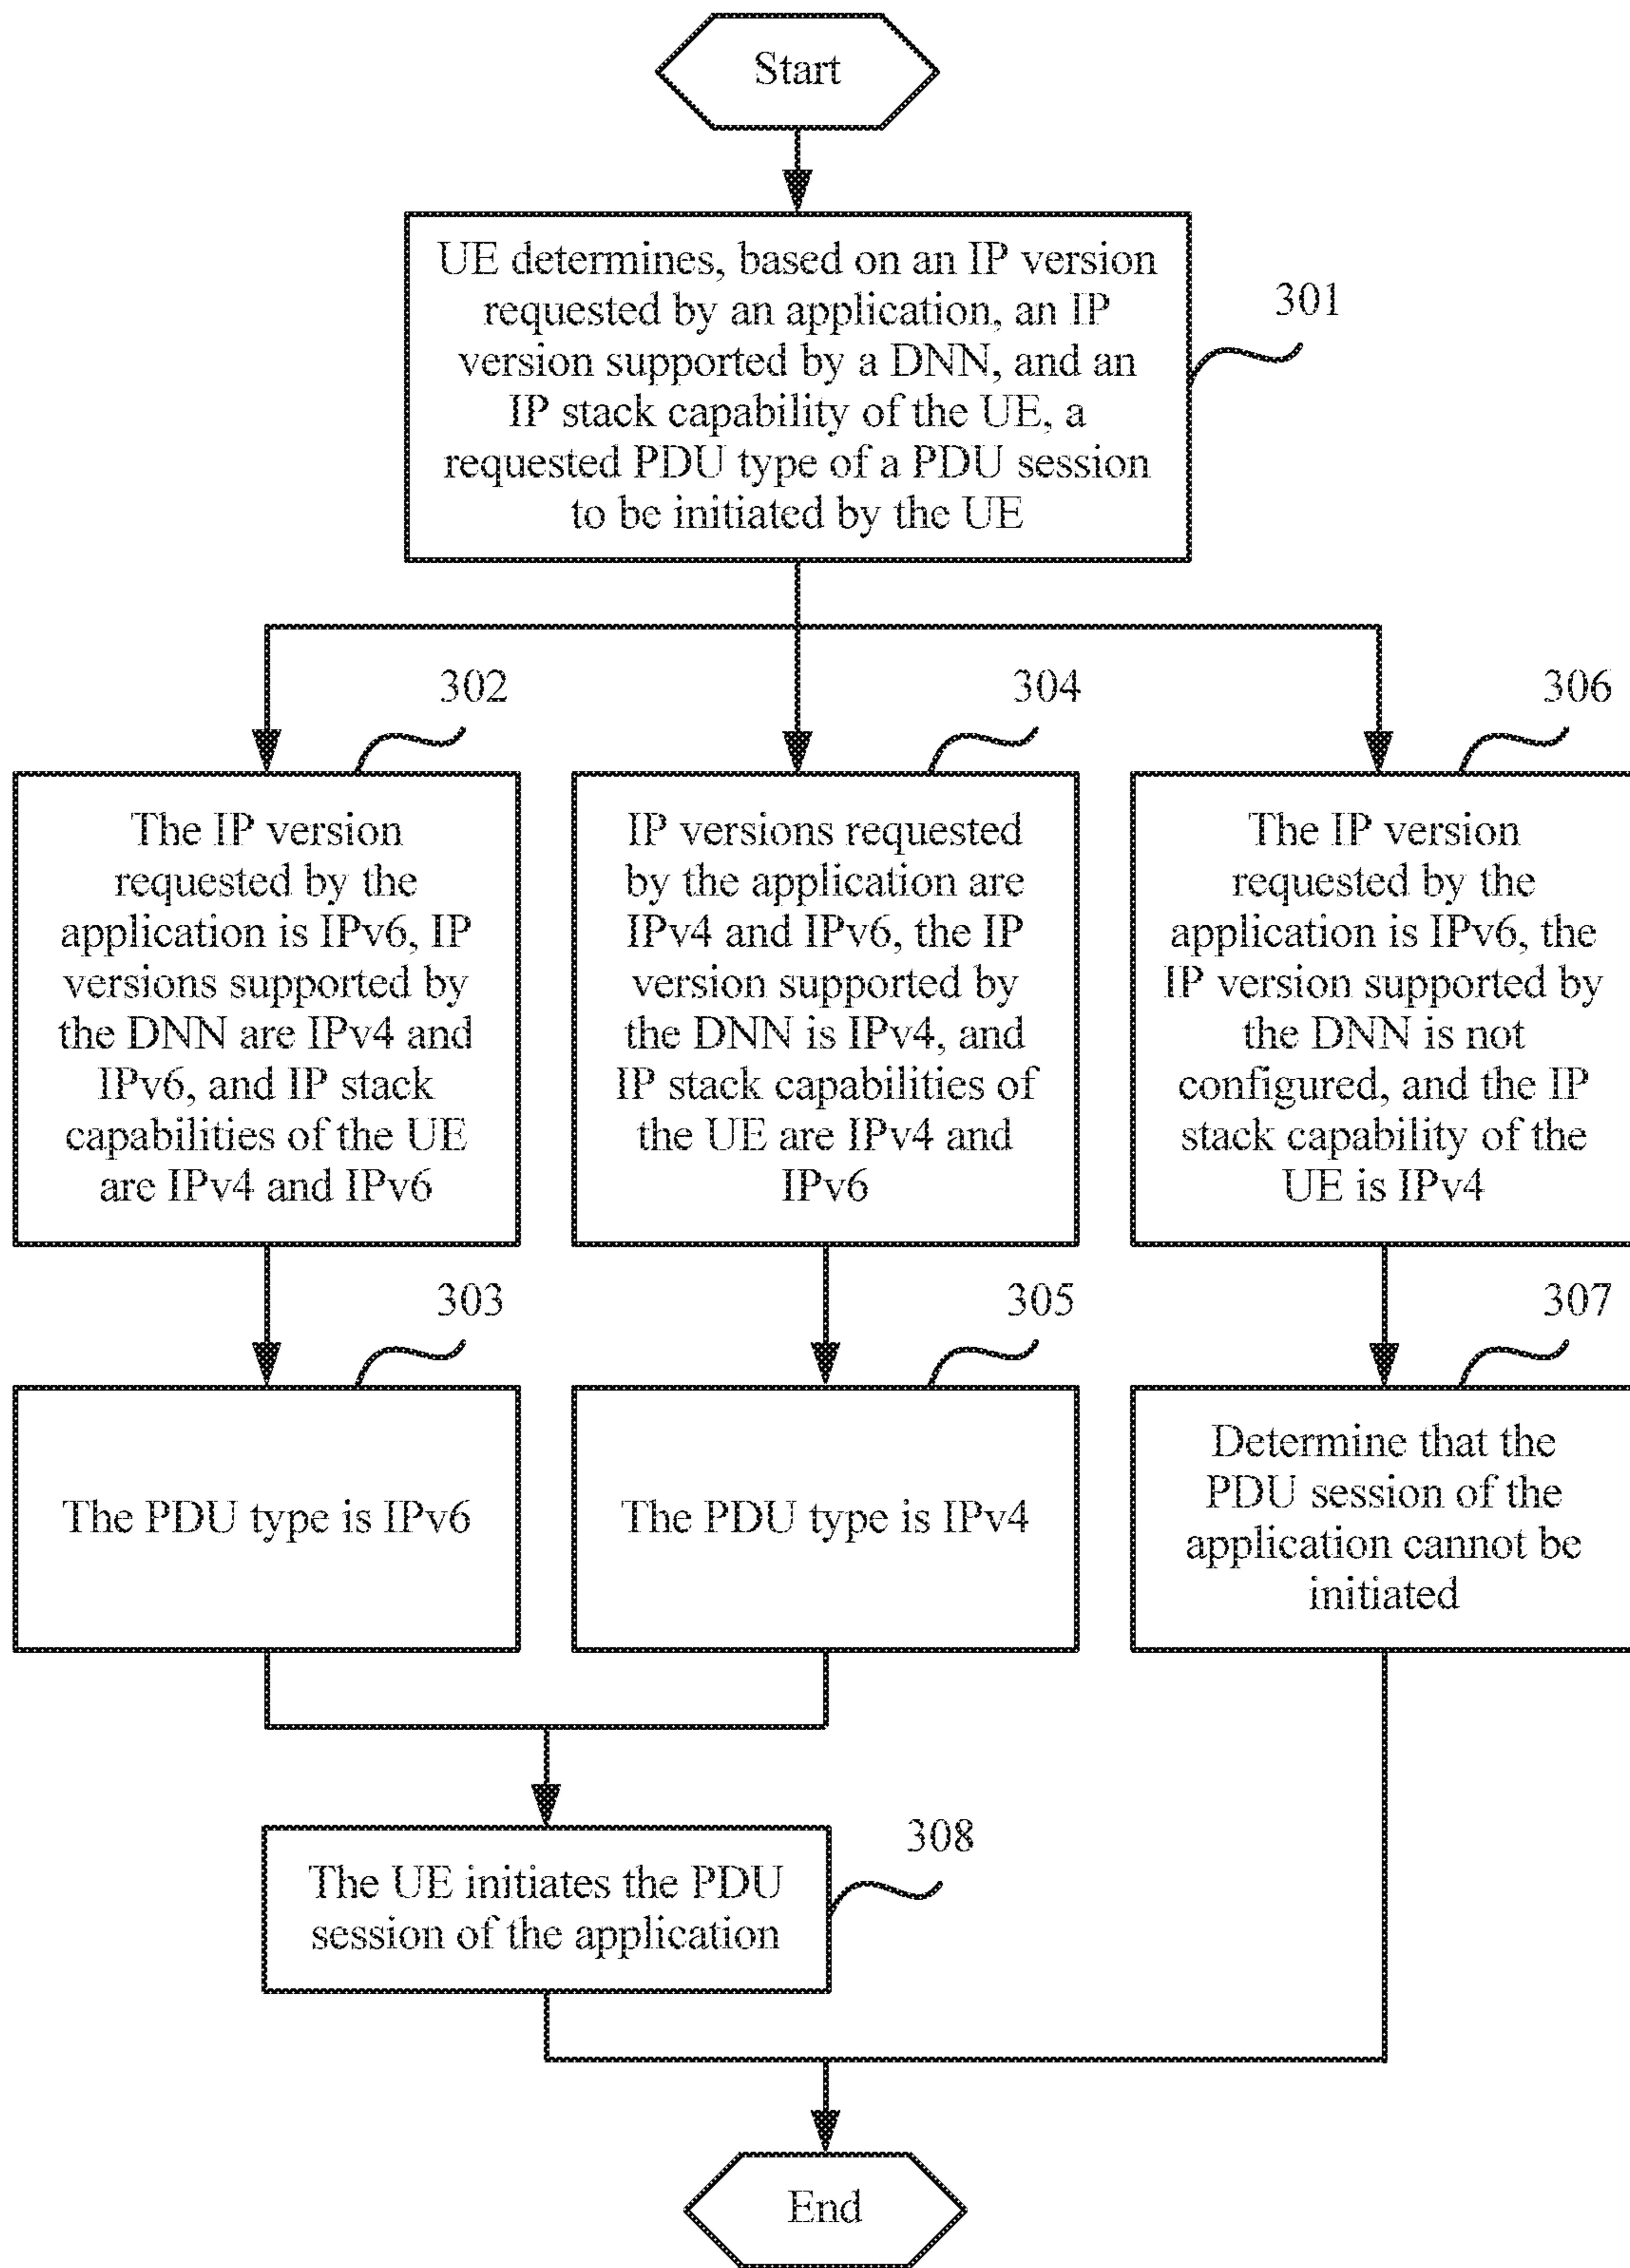 Start
UE determines, based on an IP version
requested by an application, an IP
version supported by a DNN, and an
IP stack capability of the UE, a
requested PDU type of a PDU session
to be initiated by the UE
301
302
304
306
The IP version
requested by the
application is IPv6, IP
versions supported by
the DNN are IPv4 and
IPv6, and IP stack
capabilities of the UE
are IPv4 and IPv6
IP versions requested
by the application are
IPv4 and IPv6, the IP
version supported by
the DNN is IPv4, and
IP stack capabilities of
the UE are IPv4 and
IPv6
The IP version
requested by the
application is IPv6, the
IP version supported by
the DNN is not
configured, and the IP
stack capability of the
UE is IPv4
303
305
307
The PDU type is IPv6
The PDU type is IPv4
Determine that the
PDU session of the
application cannot be
initiated
308
The UE initiates the PDU
session of the application
End